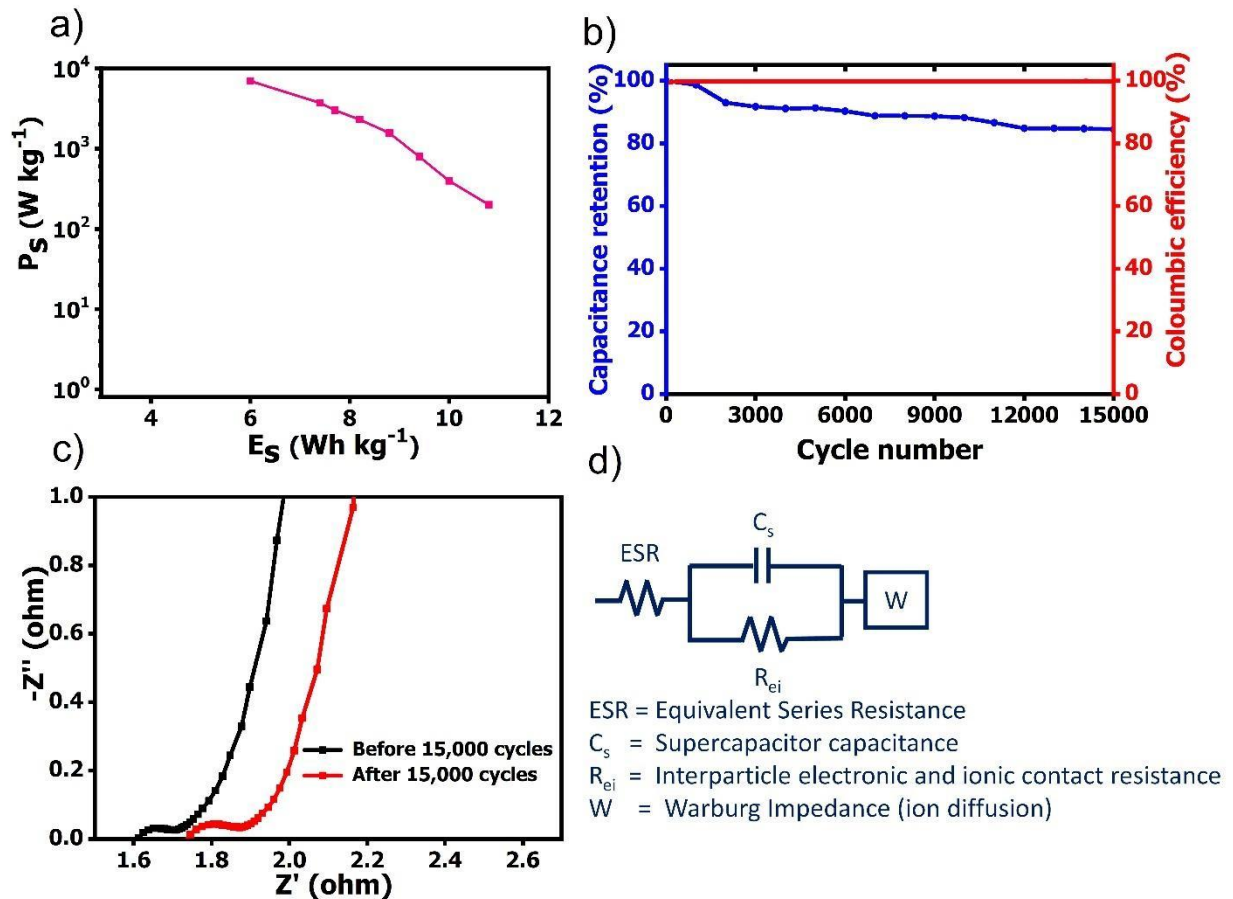 a)
10⁴
10³
10²
10¹
10⁰
P_S (W kg⁻¹)
4 6 8 10 12
E_S (Wh kg⁻¹)
b)
100
80
60
40
20
0
Capacitance retention (%)
100
80
60
40
20
0
Coloumbic efficiency (%)
0 3000 6000 9000 12000 15000
Cycle number
c)
1.0
0.8
0.6
0.4
0.2
0.0
-Z'' (ohm)
Before 15,000 cycles
After 15,000 cycles
1.6 1.8 2.0 2.2 2.4 2.6
Z' (ohm)
d)
C_s
ESR
W
R_ei
ESR = Equivalent Series Resistance
C_s = Supercapacitor capacitance
R_ei = Interparticle electronic and ionic contact resistance
W = Warburg Impedance (ion diffusion)